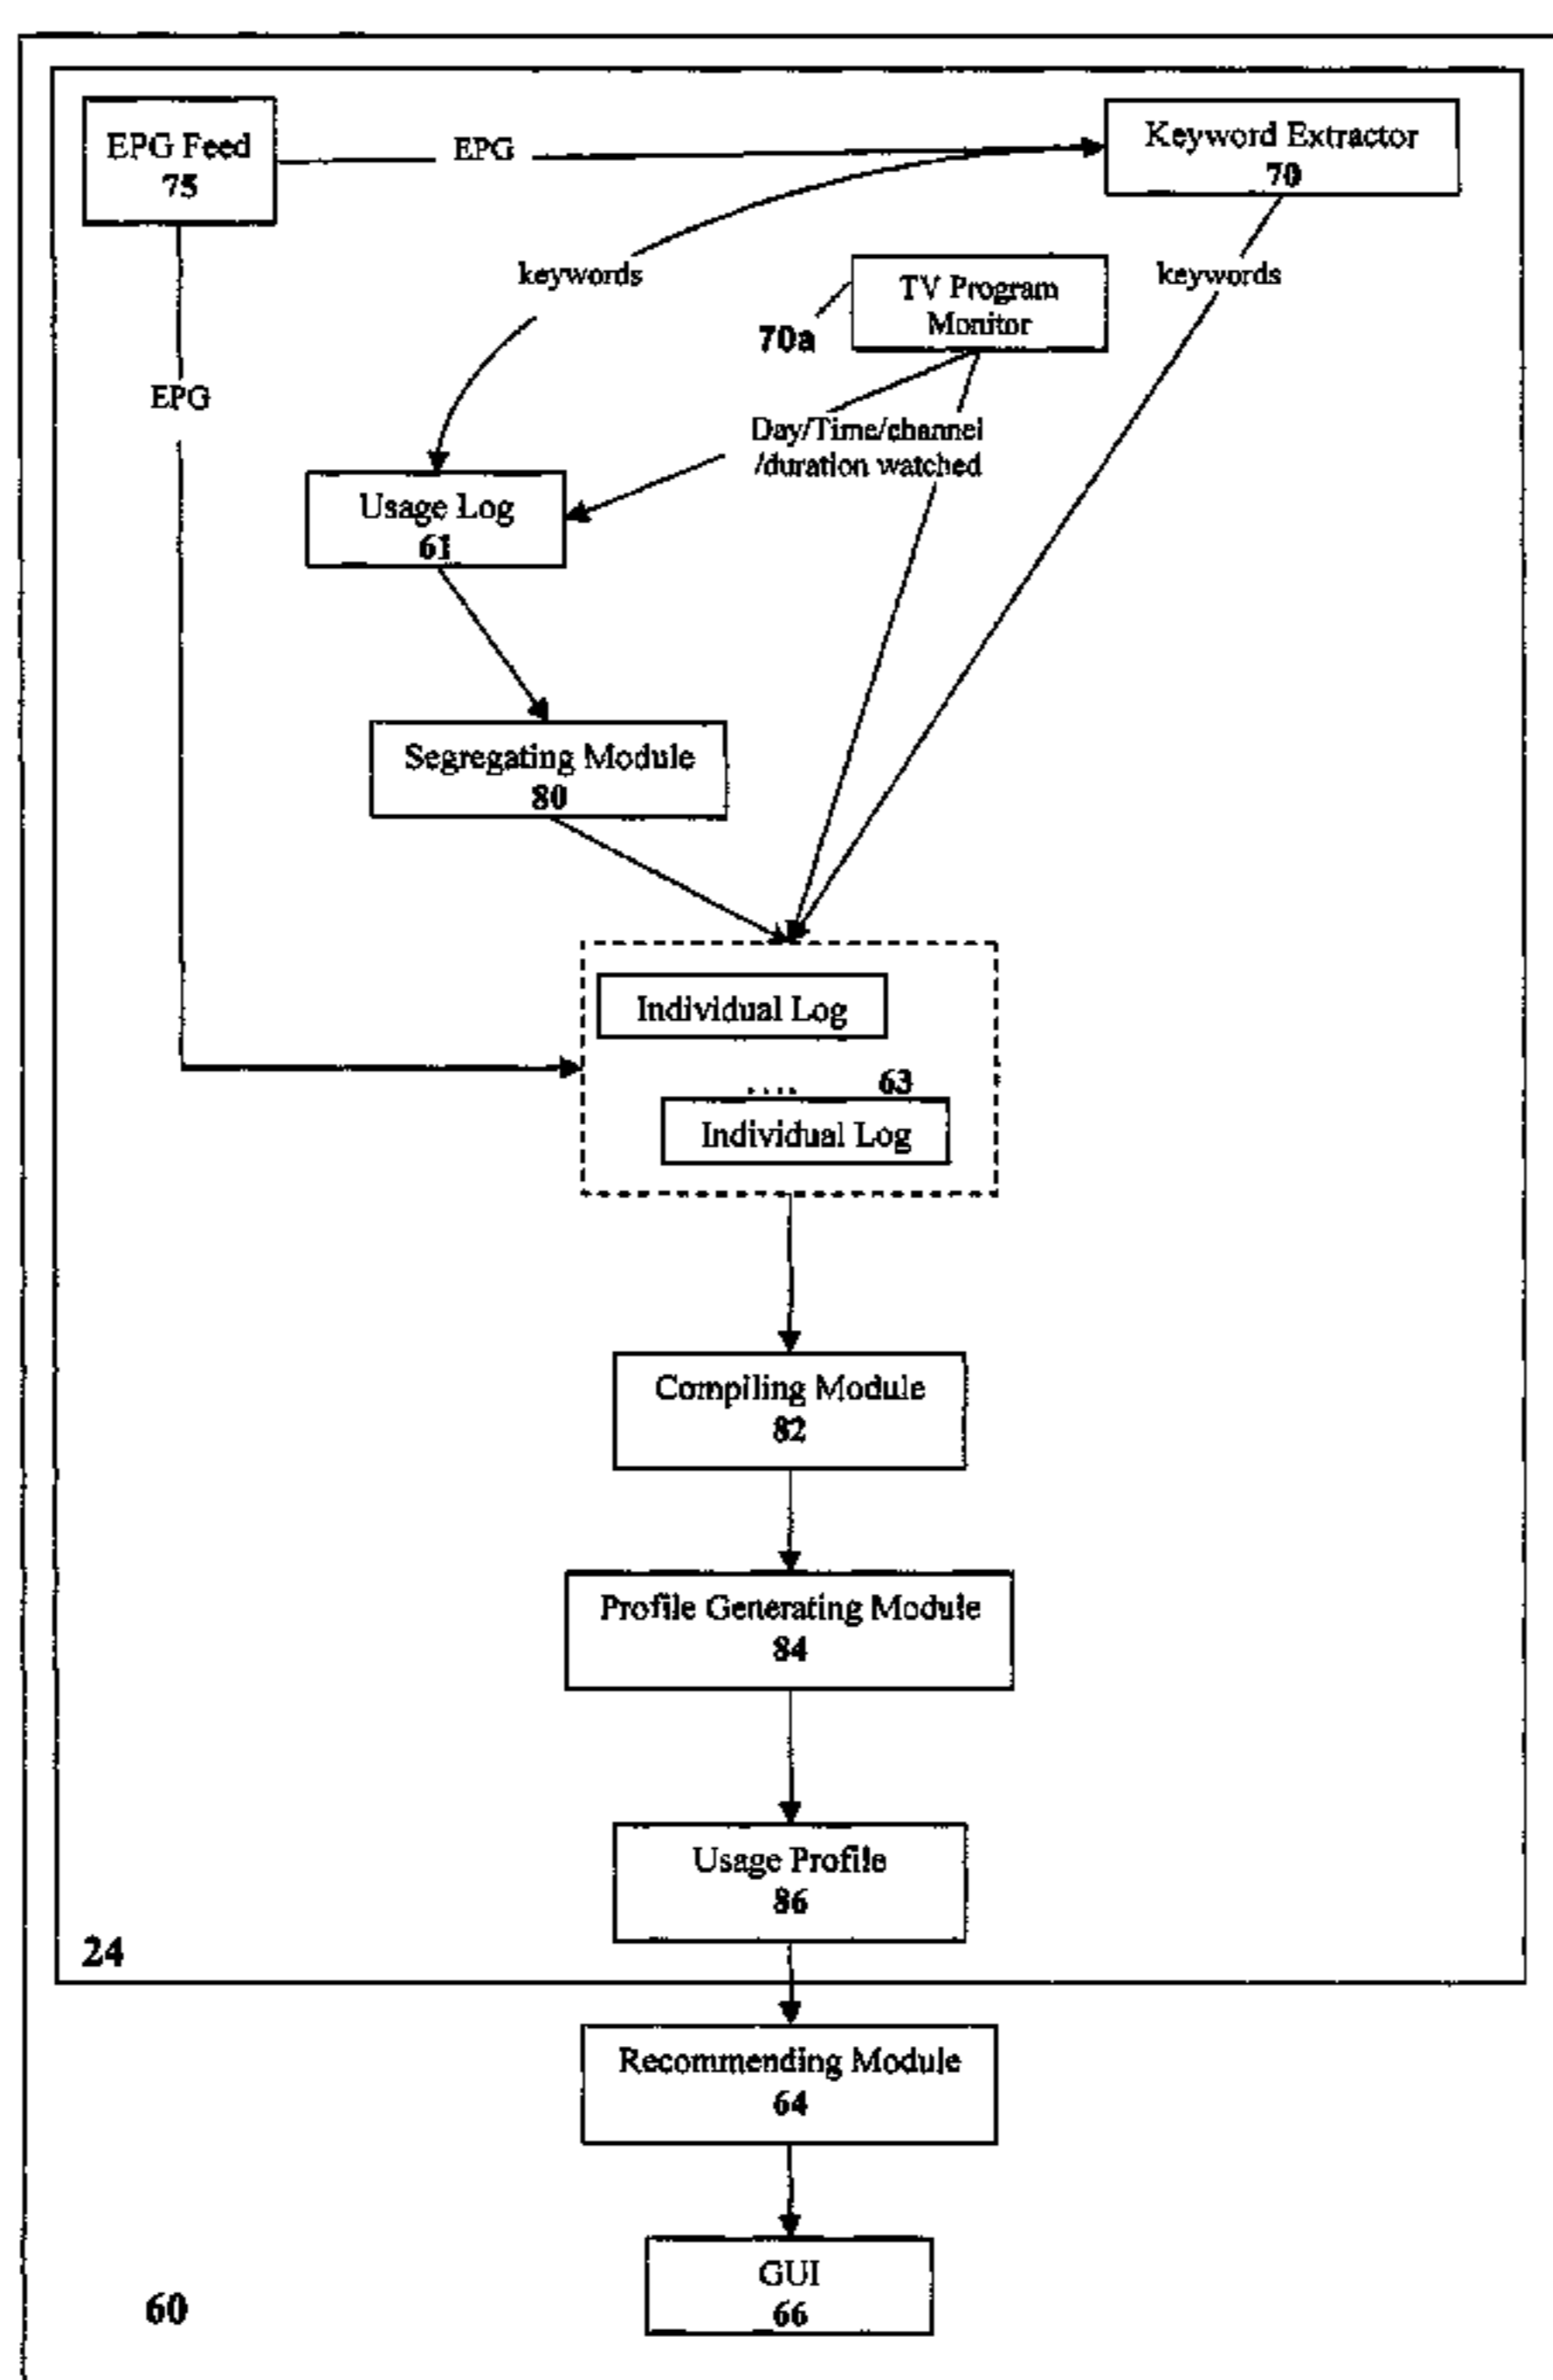 EPG Feed
75
EPG
Keyword Extractor
70
keywords
TV Program
Monitor
70a
keywords
EPG
Day/Time/channel
/duration watched
Usage Log
61
Segregating Module
80
Individual Log
....
63
Individual Log
Compiling Module
82
Profile Generating Module
84
Usage Profile
86
24
Recommending Module
64
GUI
66
60